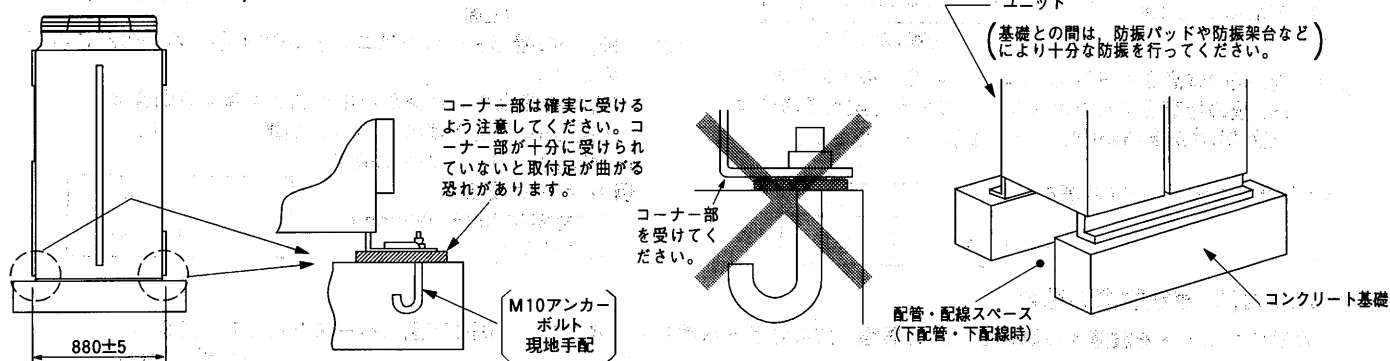 880±5
コーナー部は確実に受ける
よう注意してください。コ
ーナー部が十分に受けられ
ていないと取付足が曲がる
恐れがあります。
M10アンカー
ボルト
現地手配
コーナー部
を受けてく
ださい。
ユニット
(基礎との間は、防振パッドや防振架台など
により十分な防振を行ってください。)
配管・配線スペース
(下配管・下配線時)
コンクリート基礎